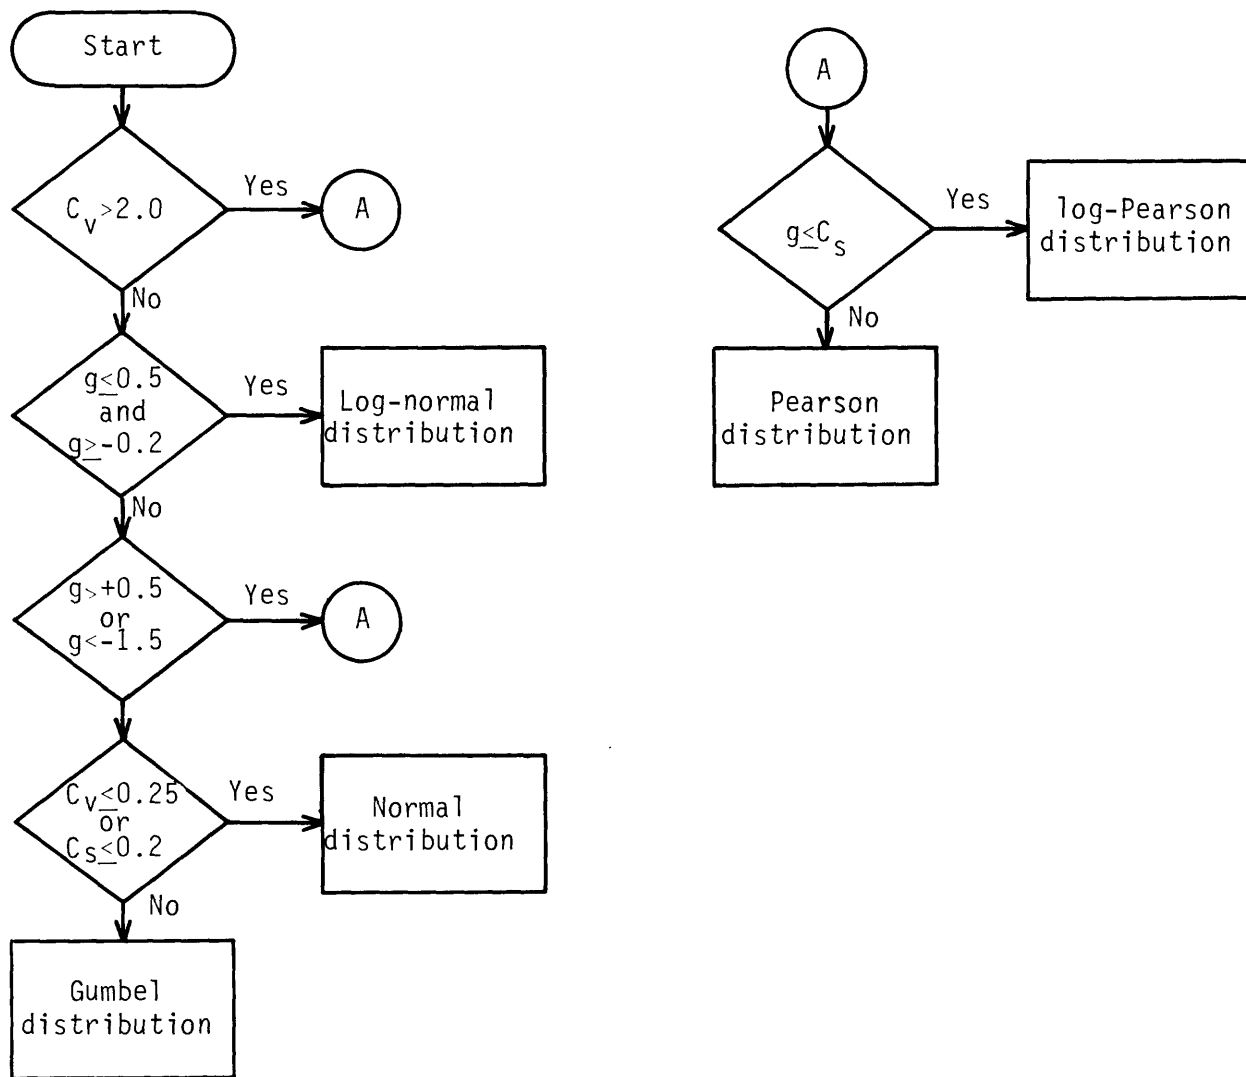 Start
Cv>2.0
Yes
A
No
g≤0.5
and
g≥-0.2
Yes
Log-normal
distribution
No
g>+0.5
or
g<-1.5
Yes
A
Cv≤0.25
or
Cs≤0.2
Yes
Normal
distribution
No
Gumbel
distribution
A
g≤Cs
Yes
log-Pearson
distribution
No
Pearson
distribution